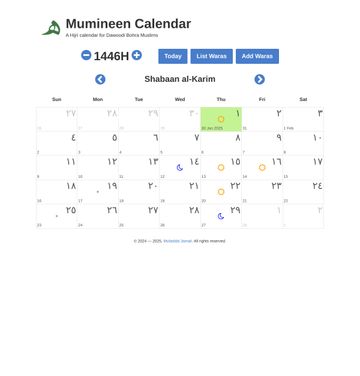 Mumineen Calendar
A Hijri calendar for Dawoodi Bohra Muslims
1446H
Today
List Waras
Add Waras
Shabaan al-Karim
Sun Mon Tue Wed Thu Fri Sat
٢٧ ٢٨ ٢٩ ٣٠ ١ ٢ ٣
26 27 28 29 30 Jan 2025 31 1 Feb
٤ ٥ ٦ ٧ ٨ ٩ ١٠
2 3 4 5 6 7 8
١١ ١٢ ١٣ ١٤ ١٥ ١٦ ١٧
9 10 11 12 13 14 15
١٨ ١٩ ٢٠ ٢١ ٢٢ ٢٣ ٢٤
16 17 18 19 20 21 22
٢٥ ٢٦ ٢٧ ٢٨ ٢٩ ١ ٢
23 24 25 26 27 28
© 2024 — 2025, Mustafa Jamal. All rights reserved.